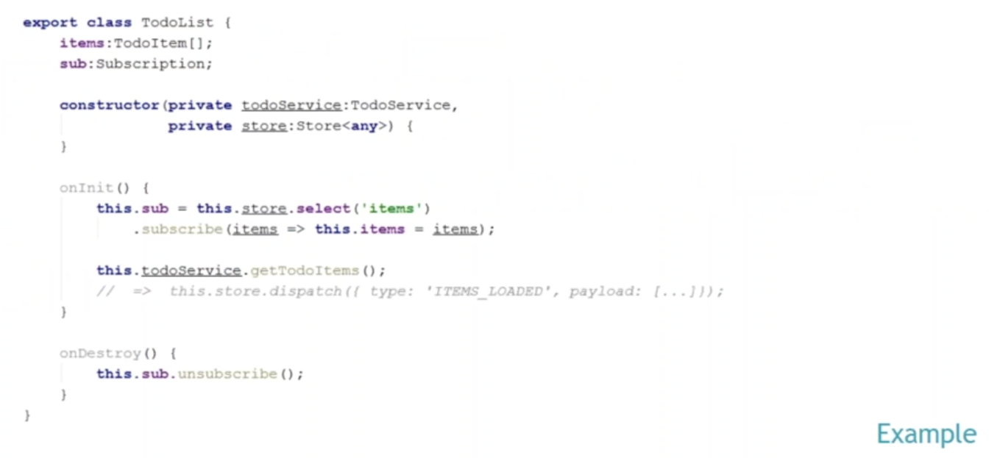 export class TodoList {
    items:TodoItem[];
    sub:Subscription;
    constructor(private todoService:TodoService,
                private store:Store<any>) {
    }
    onInit() {
        this.sub = this.store.select('items')
            .subscribe(items => this.items = items);
        this.todoService.getTodoItems();
        //  =>  this.store.dispatch({ type: 'ITEMS_LOADED', payload: [...]});
    }
    onDestroy() {
        this.sub.unsubscribe();
    }
}
Example